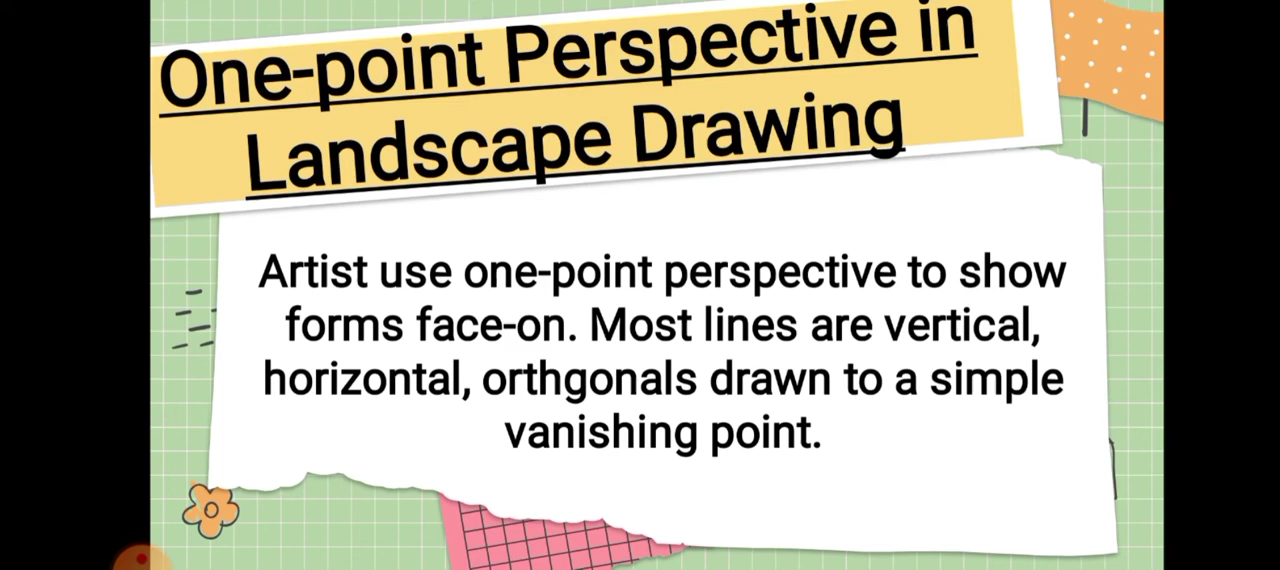 One-point Perspective in
Landscape Drawing
Artist use one-point perspective to show
forms face-on. Most lines are vertical,
horizontal, orthgonals drawn to a simple
vanishing point.